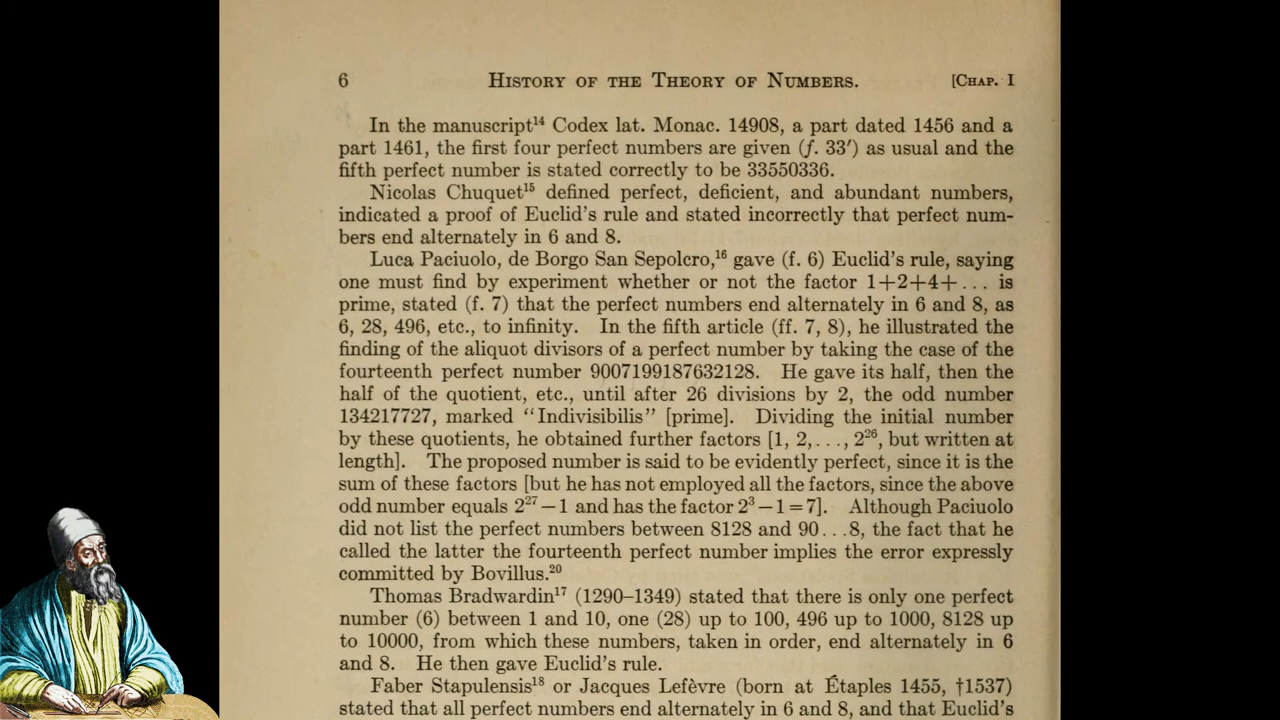 6 HISTORY OF THE THEORY OF NUMBERS. [CHAP. I
In the manuscript¹⁴ Codex lat. Monac. 14908, a part dated 1456 and a
part 1461, the first four perfect numbers are given (f. 33′) as usual and the
fifth perfect number is stated correctly to be 33550336.
Nicolas Chuquet¹⁵ defined perfect, deficient, and abundant numbers,
indicated a proof of Euclid's rule and stated incorrectly that perfect num-
bers end alternately in 6 and 8.
Luca Paciuolo, de Borgo San Sepolcro,¹⁶ gave (f. 6) Euclid's rule, saying
one must find by experiment whether or not the factor 1+2+4+... is
prime, stated (f. 7) that the perfect numbers end alternately in 6 and 8, as
6, 28, 496, etc., to infinity. In the fifth article (ff. 7, 8), he illustrated the
finding of the aliquot divisors of a perfect number by taking the case of the
fourteenth perfect number 9007199187632128. He gave its half, then the
half of the quotient, etc., until after 26 divisions by 2, the odd number
134217727, marked "Indivisibilis" [prime]. Dividing the initial number
by these quotients, he obtained further factors [1, 2,..., 2²⁶, but written at
length]. The proposed number is said to be evidently perfect, since it is the
sum of these factors [but he has not employed all the factors, since the above
odd number equals 2²⁷−1 and has the factor 2³−1=7]. Although Paciuolo
did not list the perfect numbers between 8128 and 90...8, the fact that he
called the latter the fourteenth perfect number implies the error expressly
committed by Bovillus.²⁰
Thomas Bradwardin¹⁷ (1290–1349) stated that there is only one perfect
number (6) between 1 and 10, one (28) up to 100, 496 up to 1000, 8128 up
to 10000, from which these numbers, taken in order, end alternately in 6
and 8. He then gave Euclid's rule.
Faber Stapulensis¹⁸ or Jacques Lefèvre (born at Étaples 1455, †1537)
stated that all perfect numbers end alternately in 6 and 8, and that Euclid's